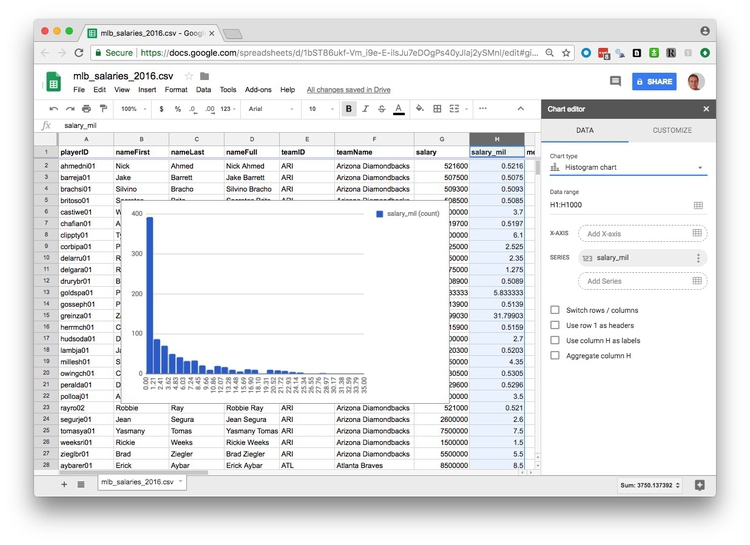 mlb_salaries_2016.csv - Googl
Secure https://docs.google.com/spreadsheets/d/1bST86ukf-Vm_i9e-E-iIsJu7eDOgPs40yJIaj2ySMnI/edit#gi...
mlb_salaries_2016.csv
SHARE
File Edit View Insert Format Data Tools Add-ons Help All changes saved in Drive
100% $ % .0 .00 123 Arial 10 B I S A
fx salary_mil
A B C D E F G H
1 playerID nameFirst nameLast nameFull teamID teamName salary salary_mil me
2 ahmedni01 Nick Ahmed Nick Ahmed ARI Arizona Diamondbacks 521600 0.5216
3 barreja01 Jake Barrett Jake Barrett ARI Arizona Diamondbacks 507500 0.5075
4 brachsi01 Silvino Bracho Silvino Bracho ARI Arizona Diamondbacks 509300 0.5093
5 britoso01 508500 0.5085
6 castiwe01 W 00000 3.7
7 chafian01 A 19700 0.5197
8 clippty01 T 00000 6.1
9 corbipa01 P 25000 2.525
10 delarru01 R 50000 2.35
11 delgara01 R 75000 1.275
12 drurybr01 B 08900 0.5089
13 goldspa01 P 33333 5.833333
14 gosseph01 P 13900 0.5139
15 greinza01 Z 99030 31.79903
16 herrmch01 C 15900 0.5159
17 hudsoda01 D 00000 2.7
18 lambja01 J 20300 0.5203
19 millesh01 S 50000 4.35
20 owingch01 C 30500 0.5305
21 peralda01 D 29600 0.5296
22 polloaj01 A 00000 3.5
23 rayro02 Robbie Ray Robbie Ray ARI Arizona Diamondbacks 521000 0.521
24 segurje01 Jean Segura Jean Segura ARI Arizona Diamondbacks 2600000 2.6
25 tomasya01 Yasmany Tomas Yasmany Tomas ARI Arizona Diamondbacks 7500000 7.5
26 weeksri01 Rickie Weeks Rickie Weeks ARI Arizona Diamondbacks 1500000 1.5
27 zieglbr01 Brad Ziegler Brad Ziegler ARI Arizona Diamondbacks 5500000 5.5
28 aybarer01 Erick Aybar Erick Aybar ATL Atlanta Braves 8500000 8.5
salary_mil (count)
400
300
200
100
0
0.00 1.21 2.41 3.62 4.83 6.03 7.24 8.45 9.66 10.86 12.07 13.28 14.48 15.69 16.90 18.10 19.31 20.52 21.72 22.93 24.14 25.34 26.55 27.76 28.97 30.17 31.38 32.59 33.79 35.00
Chart editor
DATA CUSTOMIZE
Chart type
Histogram chart
Data range
H1:H1000
X-AXIS Add X-axis
SERIES 123 salary_mil
Add Series
Switch rows / columns
Use row 1 as headers
Use column H as labels
Aggregate column H
mlb_salaries_2016.csv
Sum: 3750.137392